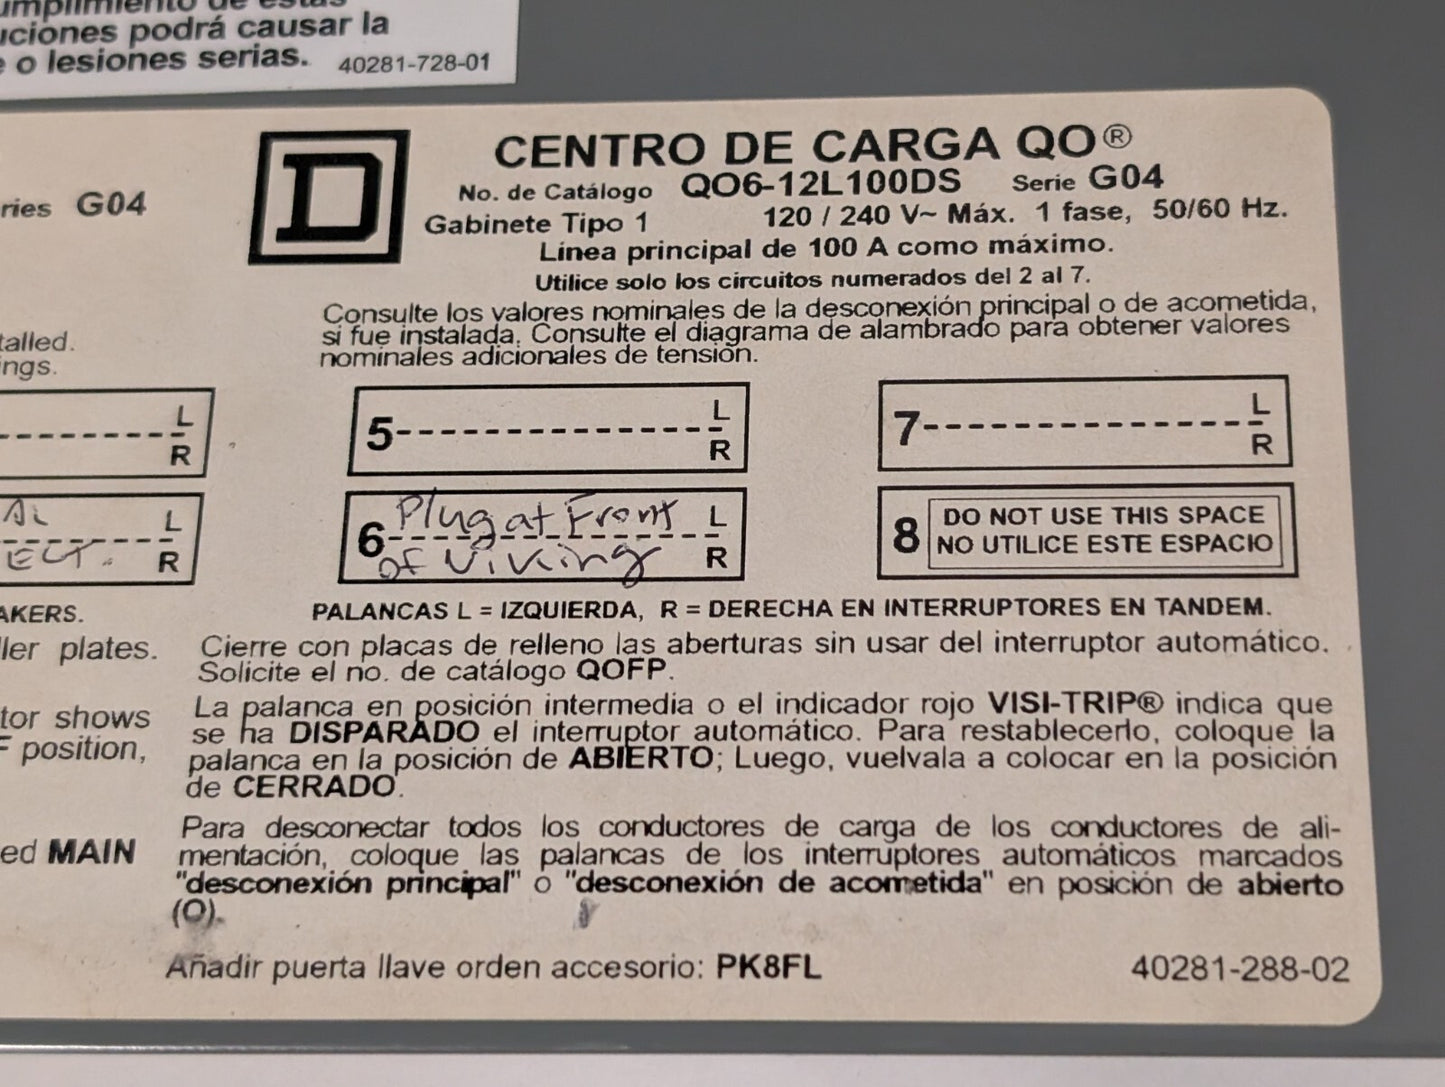 umplimiento de estas
uciones podrá causar la
e o lesiones serias. 40281-728-01
ries G04
talled.
ings.
L
R
AL L
ECT. R
AKERS.
ller plates.
tor shows
F position,
ed MAIN
D
CENTRO DE CARGA QO®
No. de Catálogo QO6-12L100DS Serie G04
Gabinete Tipo 1 120 / 240 V~ Máx. 1 fase, 50/60 Hz.
Línea principal de 100 A como máximo.
Utilice solo los circuitos numerados del 2 al 7.
Consulte los valores nominales de la desconexión principal o de acometida,
si fue instalada. Consulte el diagrama de alambrado para obtener valores
nominales adicionales de tensión.
5 L
R
7 L
R
6 Plug at Front L
of Viking R
8 DO NOT USE THIS SPACE
NO UTILICE ESTE ESPACIO
PALANCAS L = IZQUIERDA, R = DERECHA EN INTERRUPTORES EN TANDEM.
Cierre con placas de relleno las aberturas sin usar del interruptor automático.
Solicite el no. de catálogo QOFP.
La palanca en posición intermedia o el indicador rojo VISI-TRIP® indica que
se ha DISPARADO el interruptor automático. Para restablecerlo, coloque la
palanca en la posición de ABIERTO; Luego, vuelvala a colocar en la posición
de CERRADO.
Para desconectar todos los conductores de carga de los conductores de ali-
mentación, coloque las palancas de los interruptores automáticos marcados
"desconexión principal" o "desconexión de acometida" en posición de abierto
(O).
Añadir puerta llave orden accesorio: PK8FL 40281-288-02